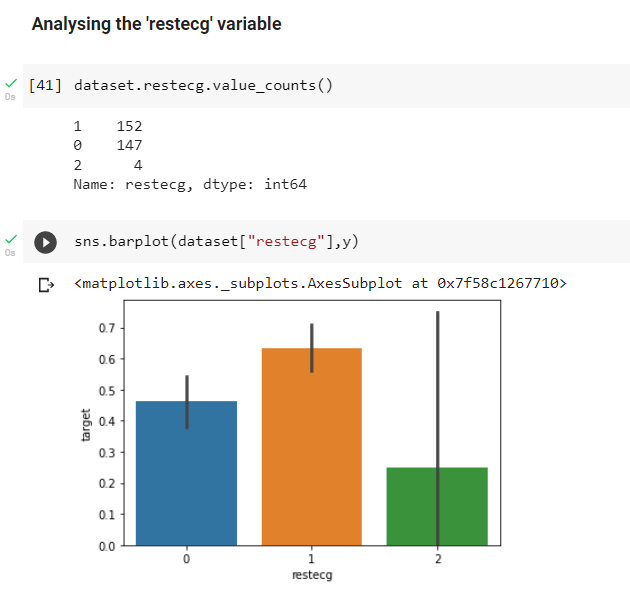 Analysing the 'restecg' variable
[41] dataset.restecg.value_counts()
0s
1 152
0 147
2 4
Name: restecg, dtype: int64
sns.barplot(dataset["restecg"],y)
0s
<matplotlib.axes._subplots.AxesSubplot at 0x7f58c1267710>
0.7
0.6
0.5
0.4
0.3
0.2
0.1
0.0
target
0 1 2
restecg